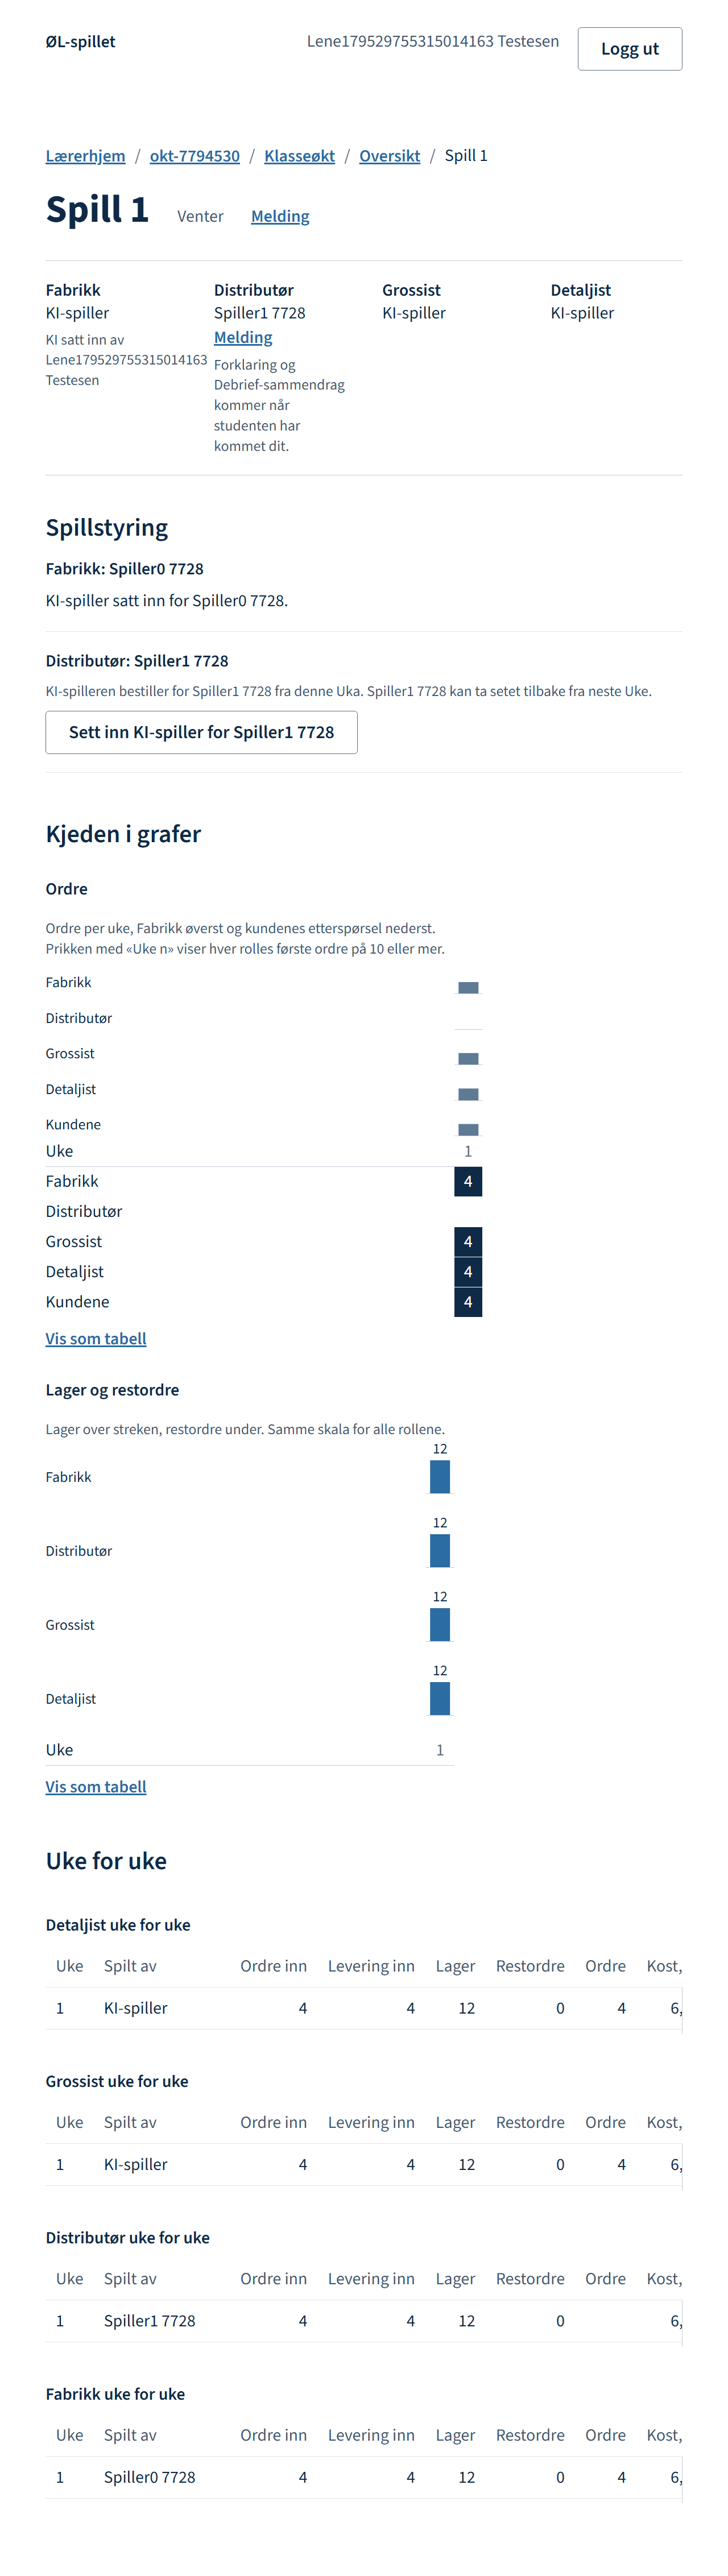 ØL-spillet
Lene179529755315014163 Testesen
Logg ut
Lærerhjem / okt-7794530 / Klasseøkt / Oversikt / Spill 1
Spill 1 Venter Melding
Fabrikk
KI-spiller
KI satt inn av
Lene179529755315014163
Testesen
Distributør
Spiller1 7728
Melding
Forklaring og
Debrief-sammendrag
kommer når
studenten har
kommet dit.
Grossist
KI-spiller
Detaljist
KI-spiller
Spillstyring
Fabrikk: Spiller0 7728
KI-spiller satt inn for Spiller0 7728.
Distributør: Spiller1 7728
KI-spilleren bestiller for Spiller1 7728 fra denne Uka. Spiller1 7728 kan ta setet tilbake fra neste Uke.
Sett inn KI-spiller for Spiller1 7728
Kjeden i grafer
Ordre
Ordre per uke, Fabrikk øverst og kundenes etterspørsel nederst.
Prikken med «Uke n» viser hver rolles første ordre på 10 eller mer.
Fabrikk
Distributør
Grossist
Detaljist
Kundene
Uke 1
Fabrikk 4
Distributør
Grossist 4
Detaljist 4
Kundene 4
Vis som tabell
Lager og restordre
Lager over streken, restordre under. Samme skala for alle rollene.
12
Fabrikk
12
Distributør
12
Grossist
12
Detaljist
Uke 1
Vis som tabell
Uke for uke
Detaljist uke for uke
Uke Spilt av Ordre inn Levering inn Lager Restordre Ordre Kost,
1 KI-spiller 4 4 12 0 4 6,
Grossist uke for uke
Uke Spilt av Ordre inn Levering inn Lager Restordre Ordre Kost,
1 KI-spiller 4 4 12 0 4 6,
Distributør uke for uke
Uke Spilt av Ordre inn Levering inn Lager Restordre Ordre Kost,
1 Spiller1 7728 4 4 12 0 6,
Fabrikk uke for uke
Uke Spilt av Ordre inn Levering inn Lager Restordre Ordre Kost,
1 Spiller0 7728 4 4 12 0 4 6,